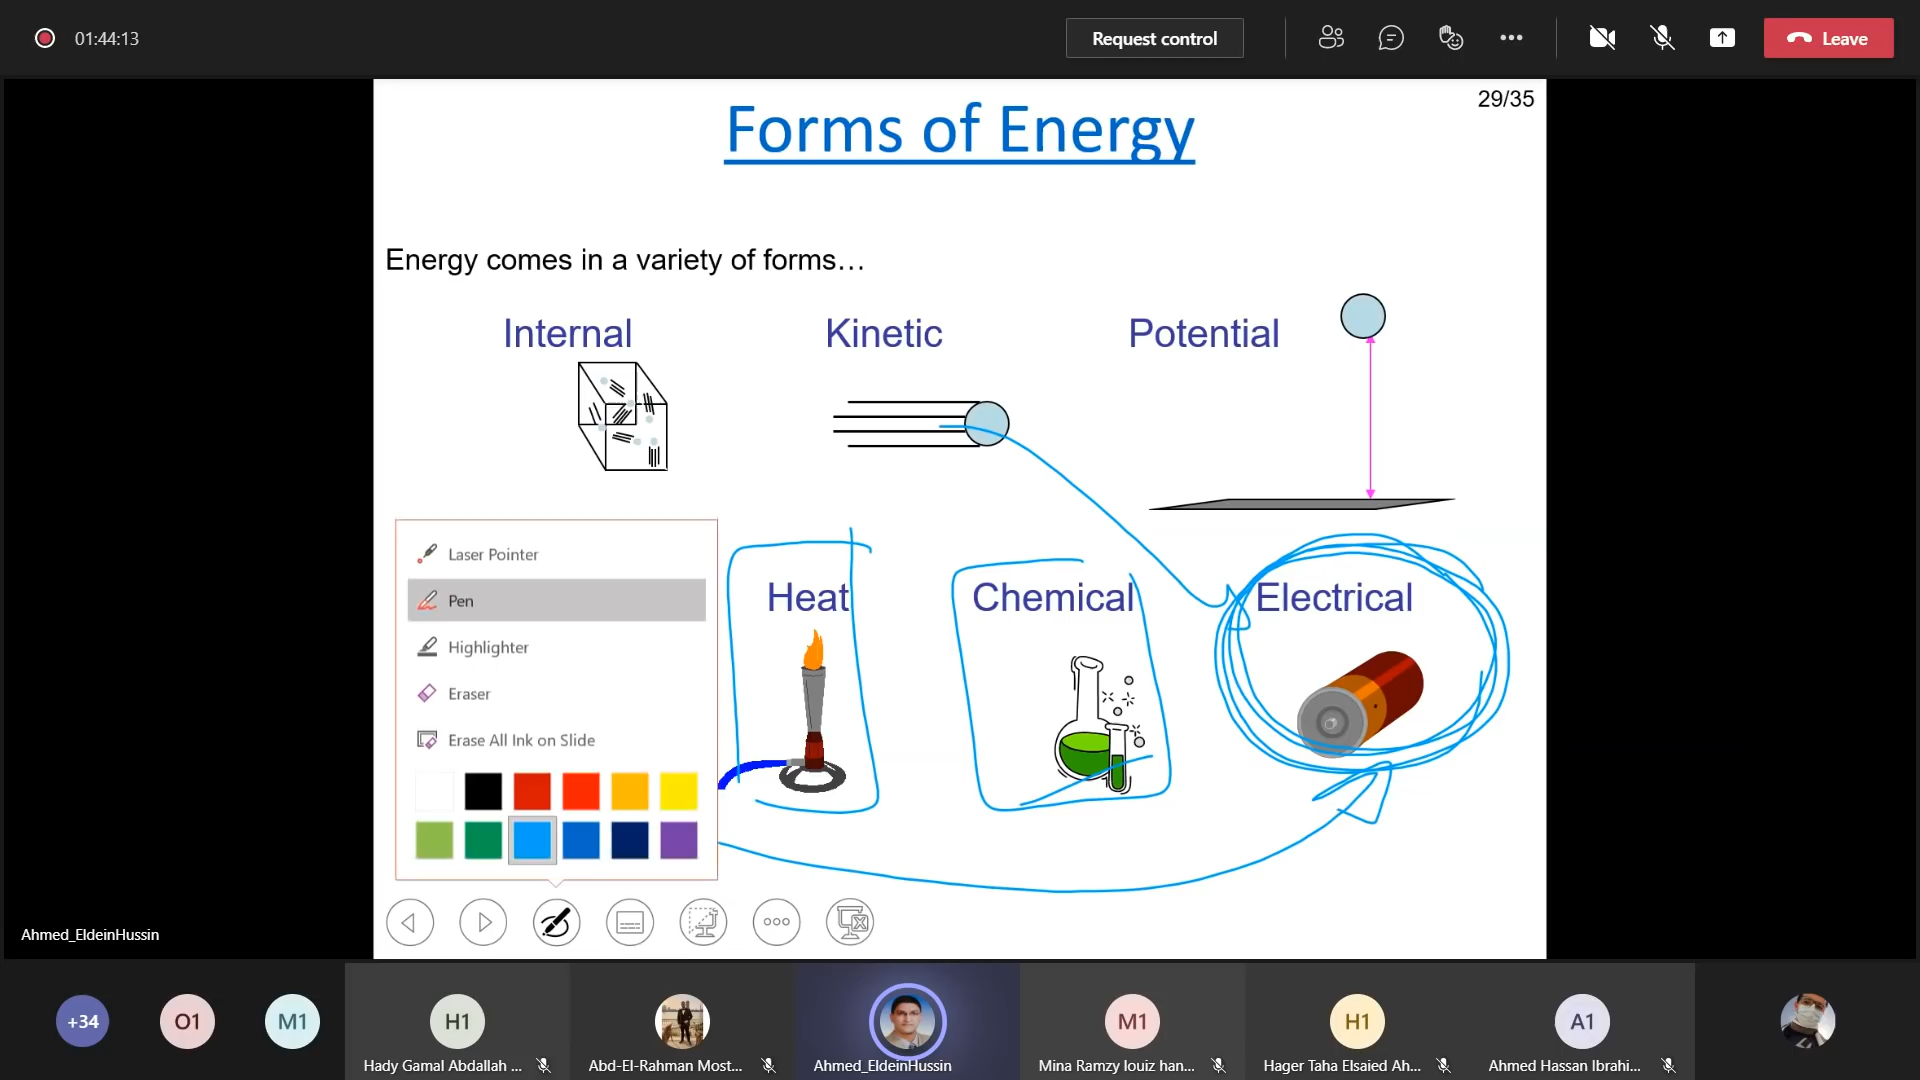 01:44:13
Request control
Leave
29/35
Forms of Energy
Energy comes in a variety of forms…
Internal
Kinetic
Potential
Laser Pointer
Pen
Highlighter
Eraser
Erase All Ink on Slide
Heat
Chemical
Electrical
Ahmed_EldeinHussin
+34
O1
M1
H1
M1
H1
A1
Hady Gamal Abdallah ...
Abd-El-Rahman Most...
Ahmed_EldeinHussin
Mina Ramzy louiz han...
Hager Taha Elsaied Ah...
Ahmed Hassan Ibrahi...